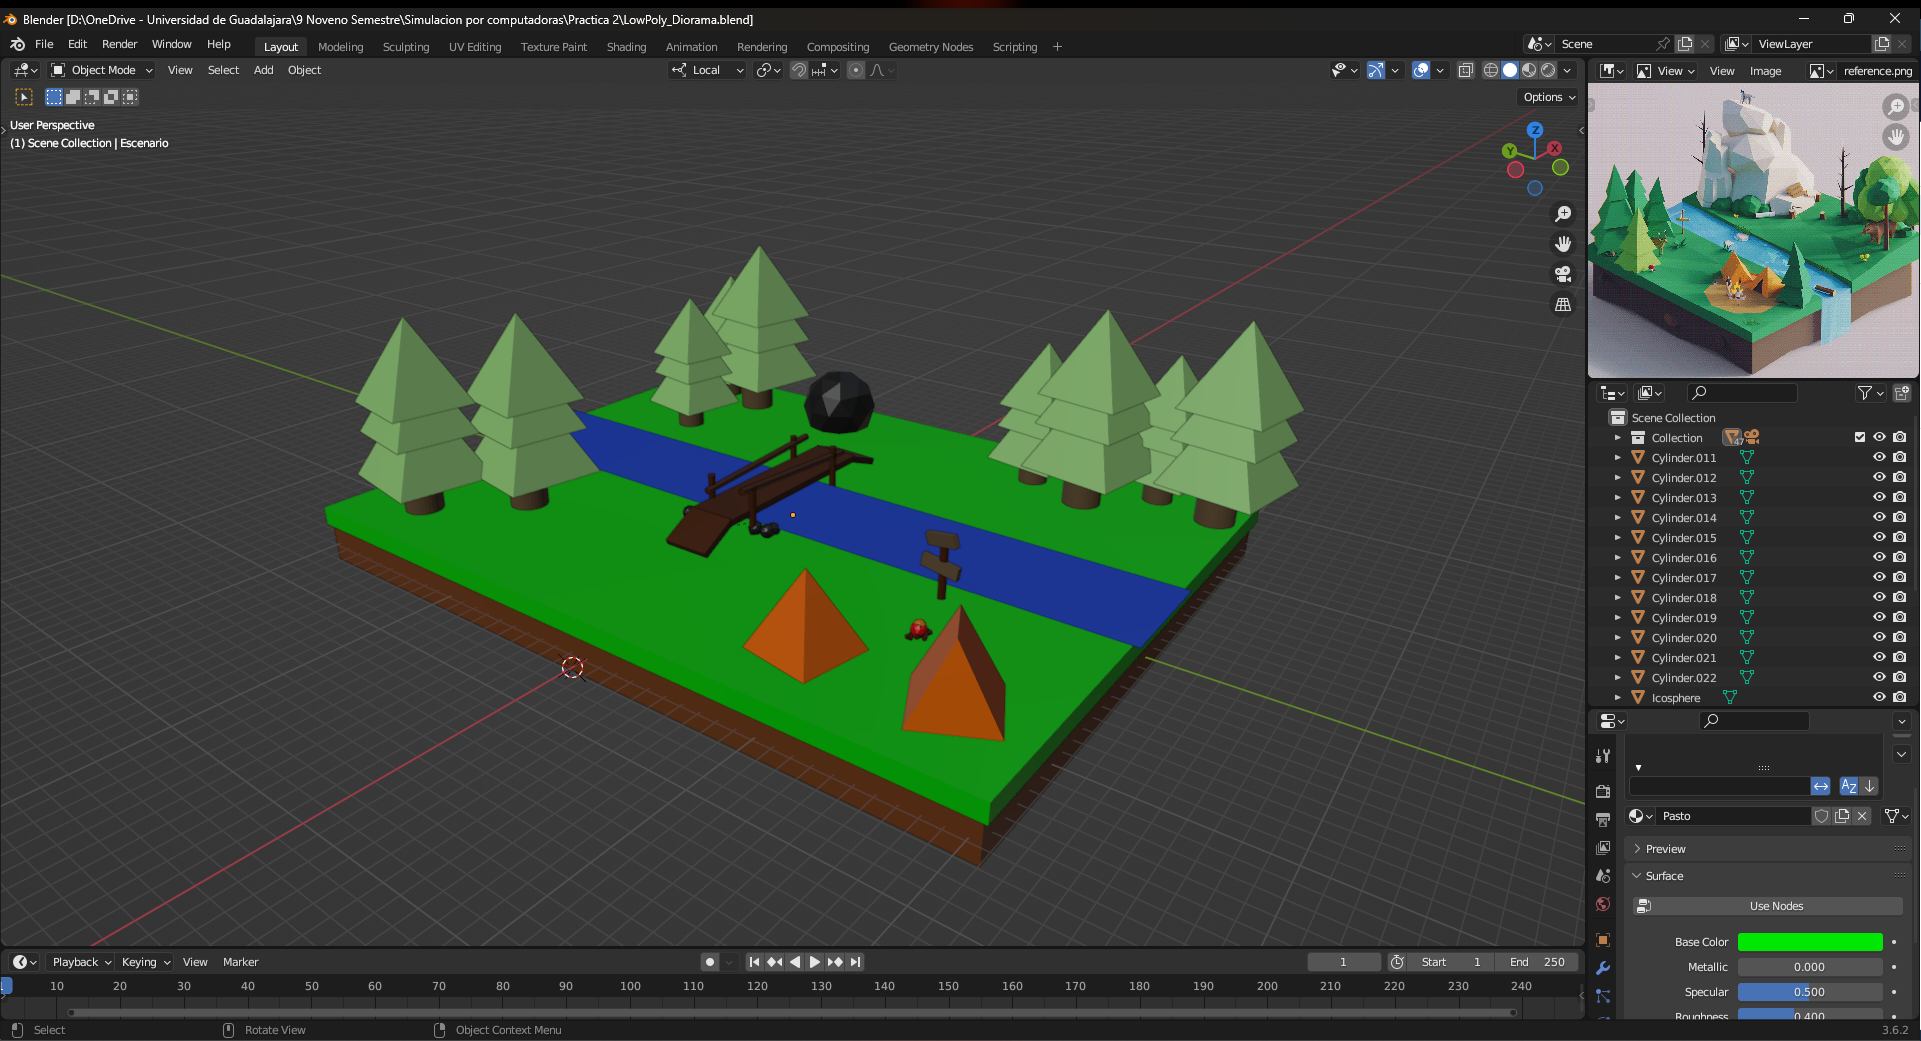 Blender [D:\OneDrive - Universidad de Guadalajara\9 Noveno Semestre\Simulacion por computadoras\Practica 2\LowPoly_Diorama.blend]
File Edit Render Window Help Layout Modeling Sculpting UV Editing Texture Paint Shading Animation Rendering Compositing Geometry Nodes Scripting + Scene ViewLayer
Object Mode View Select Add Object Local View View Image reference.png
Options
User Perspective
(1) Scene Collection | Escenario
Z
Y X
Scene Collection
Collection 47
Cylinder.011
Cylinder.012
Cylinder.013
Cylinder.014
Cylinder.015
Cylinder.016
Cylinder.017
Cylinder.018
Cylinder.019
Cylinder.020
Cylinder.021
Cylinder.022
Icosphere
AZ
Pasto
Preview
Surface
Use Nodes
Base Color
Metallic 0.000
Specular 0.500
Roughness 0.400
Playback Keying View Marker 1 Start 1 End 250
1 10 20 30 40 50 60 70 80 90 100 110 120 130 140 150 160 170 180 190 200 210 220 230 240
Select Rotate View Object Context Menu 3.6.2